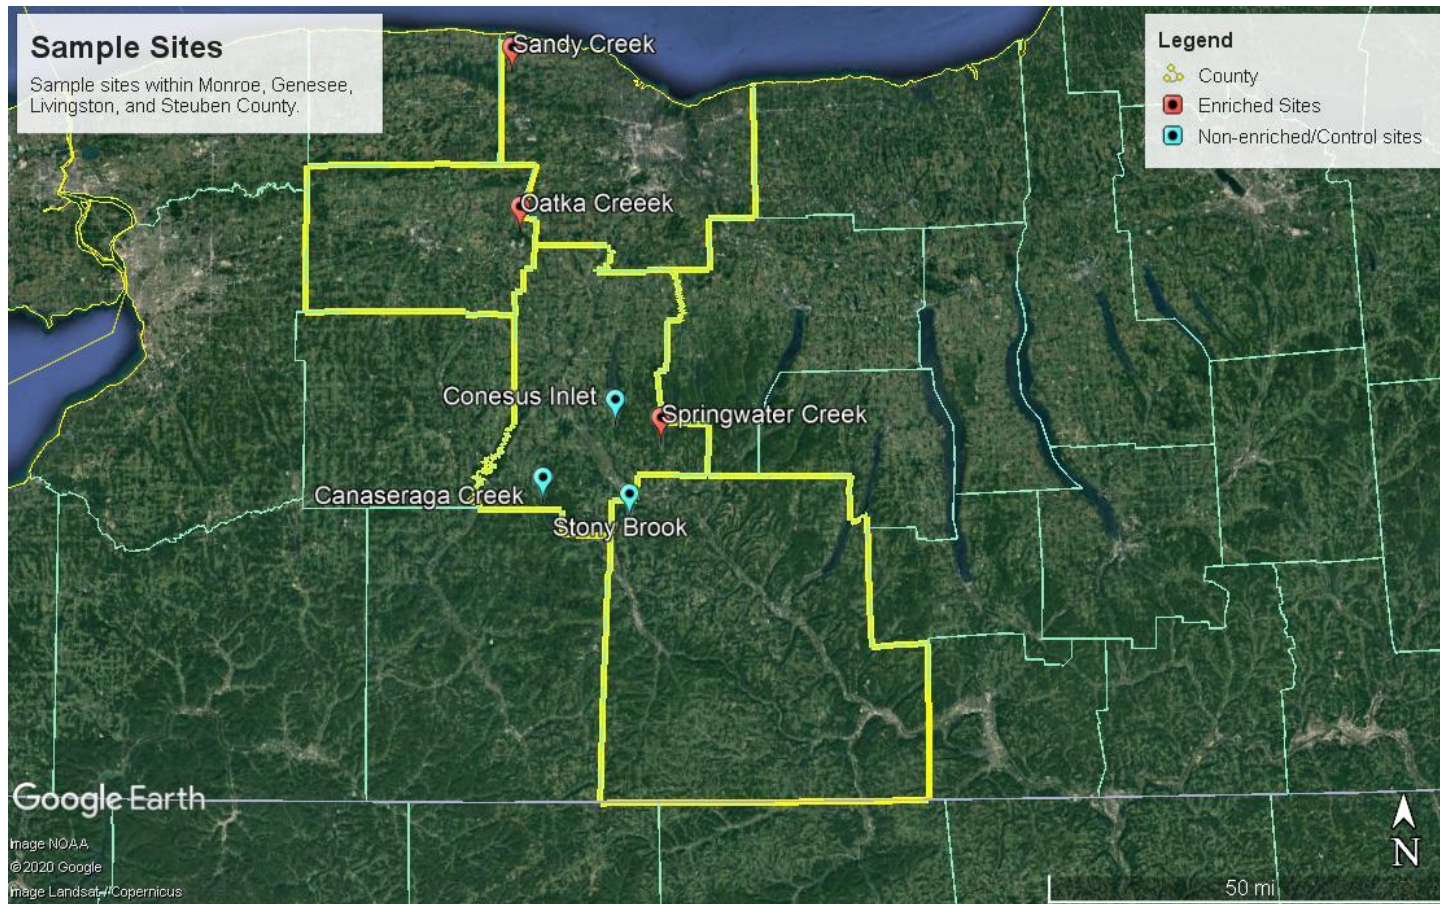 Sample Sites
Sample sites within Monroe, Genesee,
Livingston, and Steuben County.
Legend
County
Enriched Sites
Non-enriched/Control sites
Sandy Creek
Oatka Creeek
Conesus Inlet
Springwater Creek
Canaseraga Creek
Stony Brook
Google Earth
Image NOAA
©2020 Google
Image Landsat / Copernicus
N
50 mi